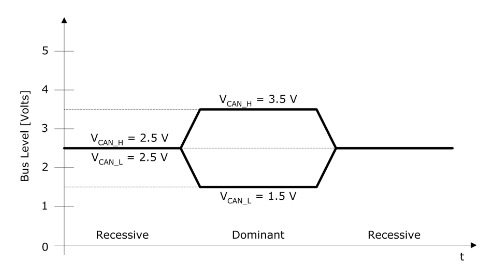 5
4
3
2
1
0
Bus Level [Volts]
V_CAN_H = 3.5 V
V_CAN_H = 2.5 V
V_CAN_L = 2.5 V
V_CAN_L = 1.5 V
Recessive
Dominant
Recessive
t